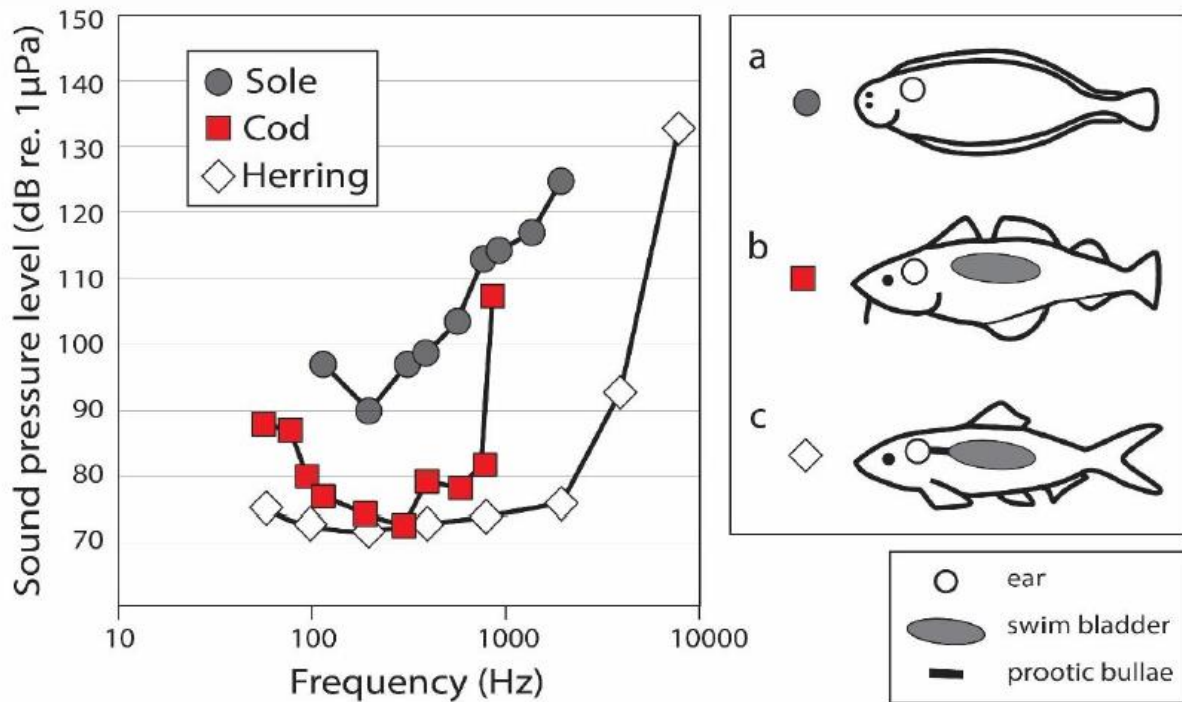 Sound pressure level (dB re. 1µPa)
150
140
130
120
110
100
90
80
70
Sole
Cod
Herring
10
100
1000
10000
Frequency (Hz)
a
b
c
ear
swim bladder
prootic bullae